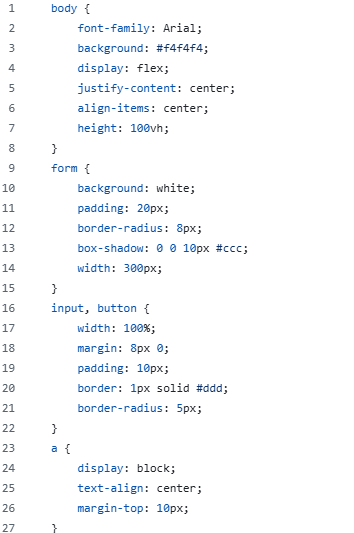 1 body {
2 font-family: Arial;
3 background: #f4f4f4;
4 display: flex;
5 justify-content: center;
6 align-items: center;
7 height: 100vh;
8 }
9 form {
10 background: white;
11 padding: 20px;
12 border-radius: 8px;
13 box-shadow: 0 0 10px #ccc;
14 width: 300px;
15 }
16 input, button {
17 width: 100%;
18 margin: 8px 0;
19 padding: 10px;
20 border: 1px solid #ddd;
21 border-radius: 5px;
22 }
23 a {
24 display: block;
25 text-align: center;
26 margin-top: 10px;
27 }